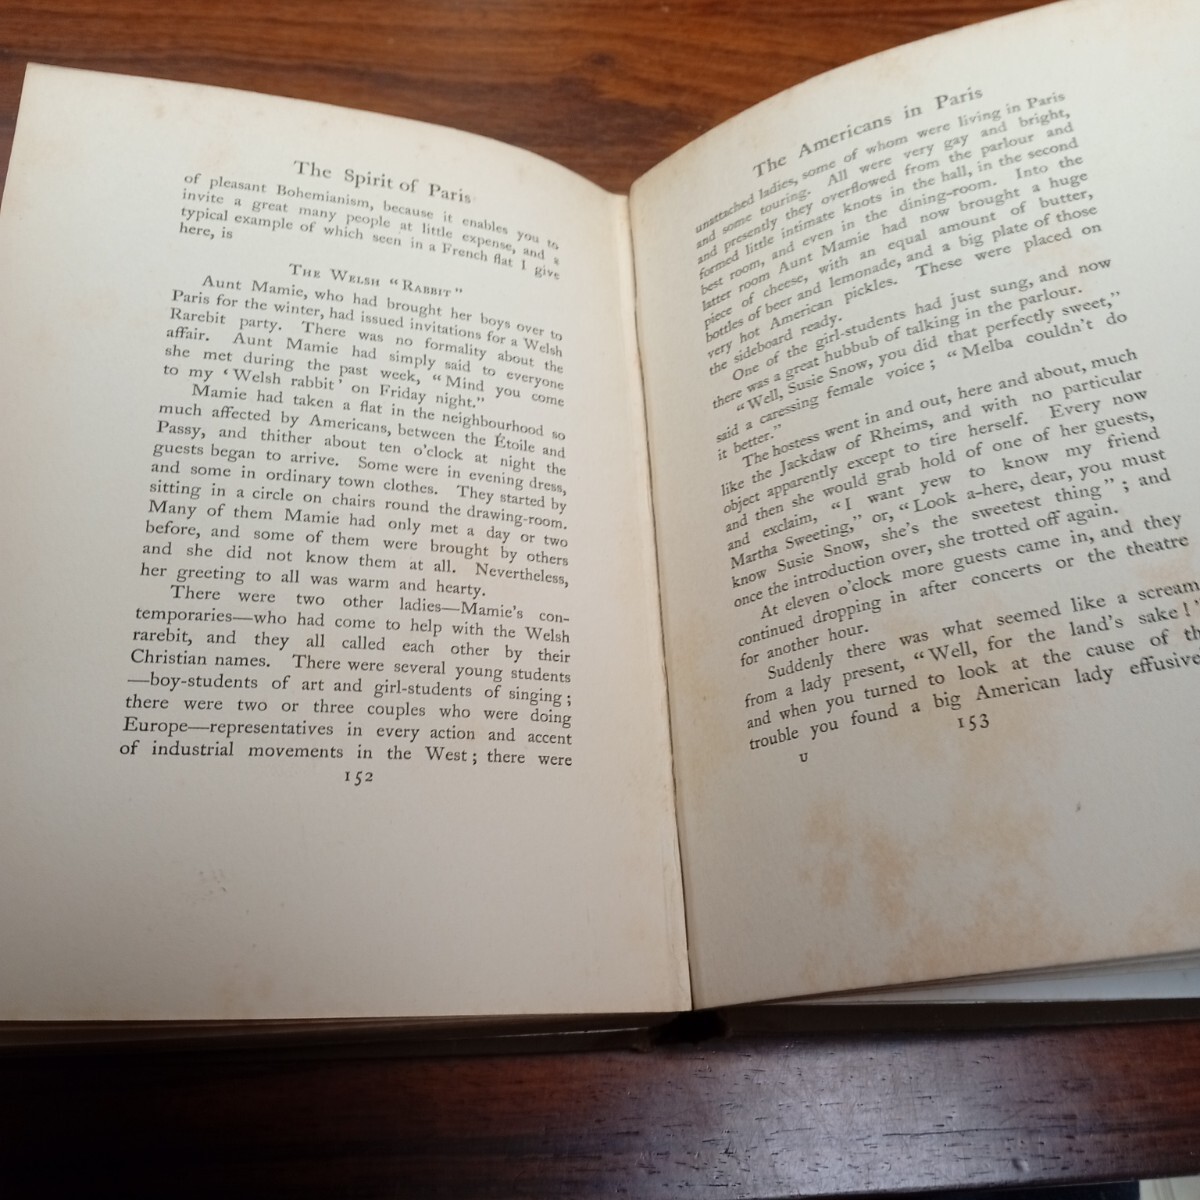 The Spirit of Paris
of pleasant Bohemianism, because it enables you to
invite a great many people at little expense, and a
typical example of which seen in a French flat I give
here, is
The Welsh "Rabbit"
Aunt Mamie, who had brought her boys over to
Paris for the winter, had issued invitations for a Welsh
Rarebit party. There was no formality about the
affair. Aunt Mamie had simply said to everyone
she met during the past week, "Mind you come
to my 'Welsh rabbit' on Friday night."
Mamie had taken a flat in the neighbourhood so
much affected by Americans, between the Étoile and
Passy, and thither about ten o'clock at night the
guests began to arrive. Some were in evening dress,
and some in ordinary town clothes. They started by
sitting in a circle on chairs round the drawing-room.
Many of them Mamie had only met a day or two
before, and some of them were brought by others
and she did not know them at all. Nevertheless,
her greeting to all was warm and hearty.
There were two other ladies—Mamie's con-
temporaries—who had come to help with the Welsh
rarebit, and they all called each other by their
Christian names. There were several young students
—boy-students of art and girl-students of singing;
there were two or three couples who were doing
Europe—representatives in every action and accent
of industrial movements in the West; there were
152
The Americans in Paris
unattached ladies, some of whom were living in Paris
and some touring. All were very gay and bright,
and presently they overflowed from the parlour and
formed little intimate knots in the hall, in the second
best room, and even in the dining-room. Into the
latter room Aunt Mamie had now brought a huge
piece of cheese, with an equal amount of butter,
bottles of beer and lemonade, and a big plate of those
very hot American pickles. These were placed on
the sideboard ready.
One of the girl-students had just sung, and now
there was a great hubbub of talking in the parlour.
"Well, Susie Snow, you did that perfectly sweet,"
said a caressing female voice; "Melba couldn't do
it better."
The hostess went in and out, here and about, much
like the Jackdaw of Rheims, and with no particular
object apparently except to tire herself. Every now
and then she would grab hold of one of her guests,
and exclaim, "I want yew to know my friend
Martha Sweeting," or, "Look a-here, dear, you must
know Susie Snow, she's the sweetest thing"; and
once the introduction over, she trotted off again.
At eleven o'clock more guests came in, and they
continued dropping in after concerts or the theatre
for another hour.
Suddenly there was what seemed like a scream
from a lady present, "Well, for the land's sake!"
and when you turned to look at the cause of th
trouble you found a big American lady effusive
153
U